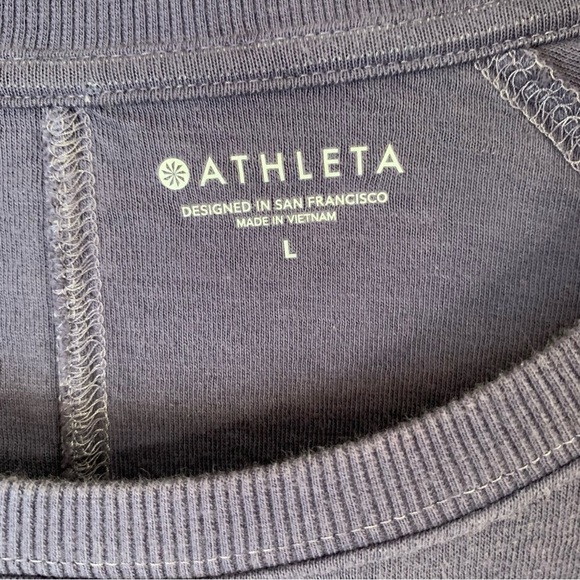 ATHLETA
DESIGNED IN SAN FRANCISCO
MADE IN VIETNAM
L